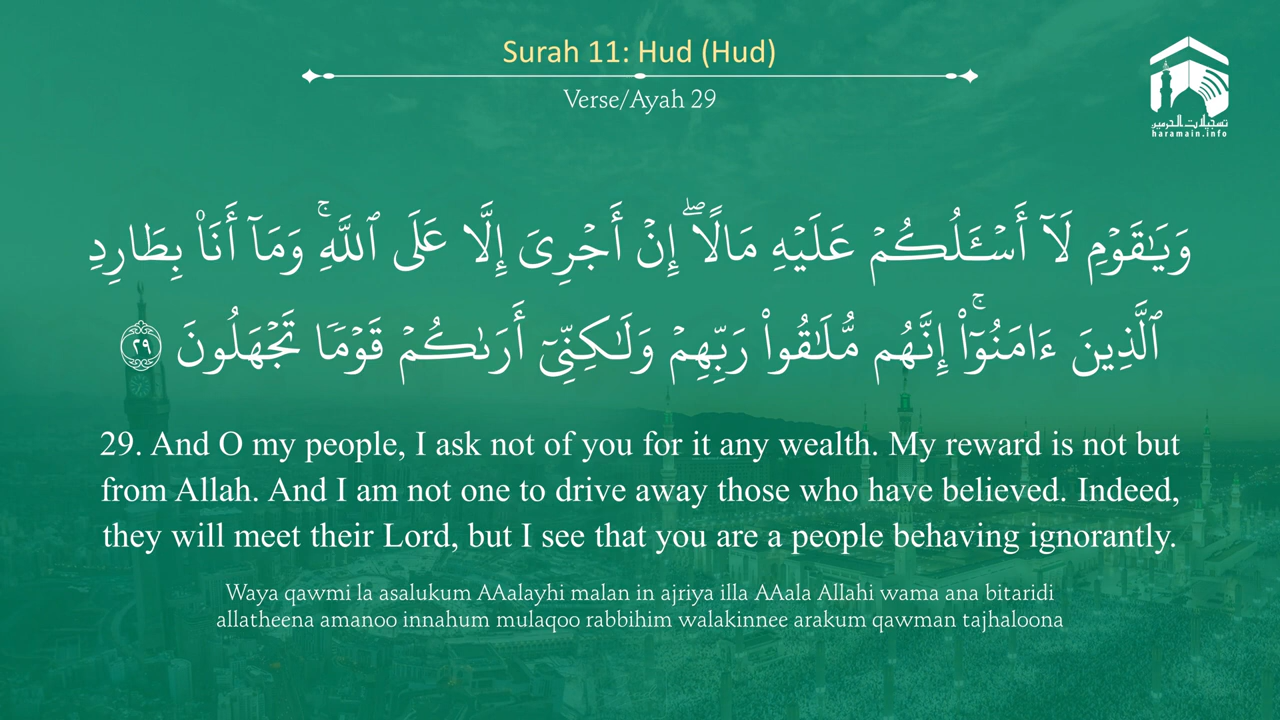 Surah 11: Hud (Hud)
Verse/Ayah 29
تسجيلات الحرمين
haramain.info
وَيَـٰقَوْمِ لَآ أَسْـَٔلُكُمْ عَلَيْهِ مَالًا ۖ إِنْ أَجْرِىَ إِلَّا عَلَى ٱللَّهِ ۚ وَمَآ أَنَا۠ بِطَارِدِ
ٱلَّذِينَ ءَامَنُوٓا۟ ۚ إِنَّهُم مُّلَـٰقُوا۟ رَبِّهِمْ وَلَـٰكِنِّىٓ أَرَىٰكُمْ قَوْمًا تَجْهَلُونَ ٢٩
29. And O my people, I ask not of you for it any wealth. My reward is not but
from Allah. And I am not one to drive away those who have believed. Indeed,
they will meet their Lord, but I see that you are a people behaving ignorantly.
Waya qawmi la asalukum AAalayhi malan in ajriya illa AAala Allahi wama ana bitaridi
allatheena amanoo innahum mulaqoo rabbihim walakinnee arakum qawman tajhaloona